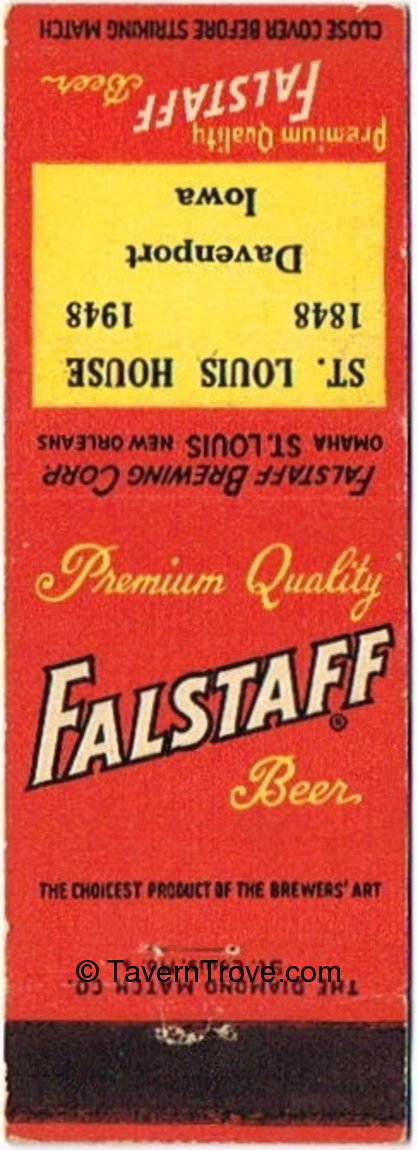 CLOSE COVER BEFORE STRIKING MATCH
Premium Quality
FALSTAFF
Beer
ST. LOUIS HOUSE
1848 1948
Davenport
Iowa
FALSTAFF BREWING CORP.
OMAHA ST. LOUIS NEW ORLEANS
Premium Quality
FALSTAFF®
Beer
THE CHOICEST PRODUCT OF THE BREWERS' ART
THE DIAMOND MATCH CO.
© TavernTrove.com